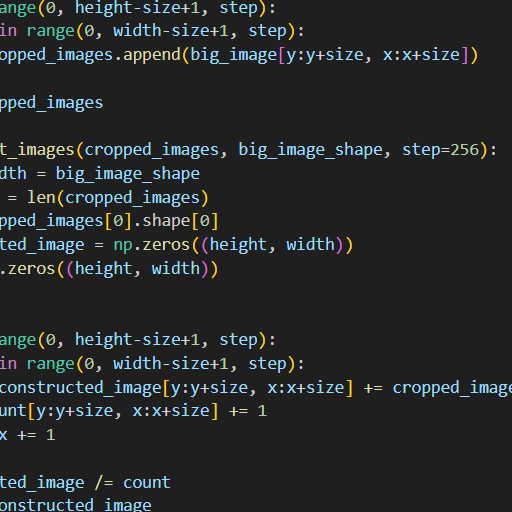 ange(0, height-size+1, step):
in range(0, width-size+1, step):
opped_images.append(big_image[y:y+size, x:x+size])
pped_images
t_images(cropped_images, big_image_shape, step=256):
dth = big_image_shape
= len(cropped_images)
pped_images[0].shape[0]
ted_image = np.zeros((height, width))
.zeros((height, width))
ange(0, height-size+1, step):
in range(0, width-size+1, step):
constructed_image[y:y+size, x:x+size] += cropped_image
unt[y:y+size, x:x+size] += 1
x += 1
ted_image /= count
constructed_image